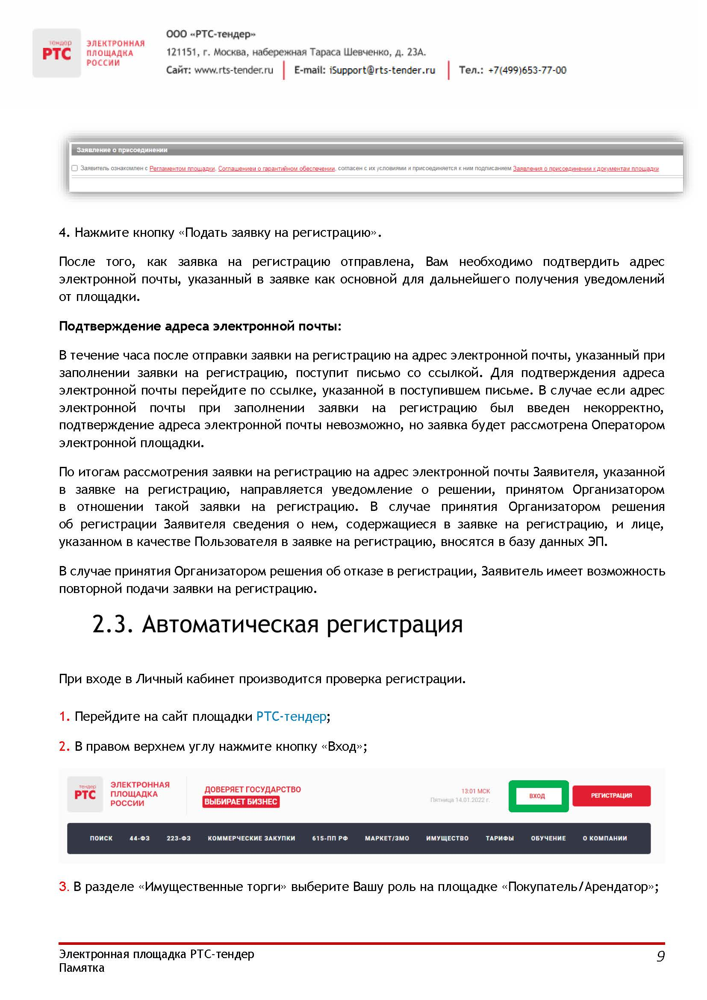 тендер
РТС
ЭЛЕКТРОННАЯ
ПЛОЩАДКА
РОССИИ
ООО «РТС-тендер»
121151, г. Москва, набережная Тараса Шевченко, д. 23А.
Сайт: www.rts-tender.ru | E-mail: iSupport@rts-tender.ru | Тел.: +7(499)653-77-00
Заявление о присоединении
Заявитель ознакомлен с Регламентом площадки, Соглашением о гарантийном обеспечении, согласен с их условиями и присоединяется к ним подписанием Заявления о присоединении к документам площадки
4. Нажмите кнопку «Подать заявку на регистрацию».
После того, как заявка на регистрацию отправлена, Вам необходимо подтвердить адрес
электронной почты, указанный в заявке как основной для дальнейшего получения уведомлений
от площадки.
Подтверждение адреса электронной почты:
В течение часа после отправки заявки на регистрацию на адрес электронной почты, указанный при
заполнении заявки на регистрацию, поступит письмо со ссылкой. Для подтверждения адреса
электронной почты перейдите по ссылке, указанной в поступившем письме. В случае если адрес
электронной почты при заполнении заявки на регистрацию был введен некорректно,
подтверждение адреса электронной почты невозможно, но заявка будет рассмотрена Оператором
электронной площадки.
По итогам рассмотрения заявки на регистрацию на адрес электронной почты Заявителя, указанной
в заявке на регистрацию, направляется уведомление о решении, принятом Организатором
в отношении такой заявки на регистрацию. В случае принятия Организатором решения
об регистрации Заявителя сведения о нем, содержащиеся в заявке на регистрацию, и лице,
указанном в качестве Пользователя в заявке на регистрацию, вносятся в базу данных ЭП.
В случае принятия Организатором решения об отказе в регистрации, Заявитель имеет возможность
повторной подачи заявки на регистрацию.
2.3. Автоматическая регистрация
При входе в Личный кабинет производится проверка регистрации.
1. Перейдите на сайт площадки РТС-тендер;
2. В правом верхнем углу нажмите кнопку «Вход»;
тендер
РТС
ЭЛЕКТРОННАЯ
ПЛОЩАДКА
РОССИИ
ДОВЕРЯЕТ ГОСУДАРСТВО
ВЫБИРАЕТ БИЗНЕС
13:01 МСК
Пятница 14.01.2022 г.
ВХОД
РЕГИСТРАЦИЯ
ПОИСК 44-ФЗ 223-ФЗ КОММЕРЧЕСКИЕ ЗАКУПКИ 615-ПП РФ МАРКЕТ/ЗМО ИМУЩЕСТВО ТАРИФЫ ОБУЧЕНИЕ О КОМПАНИИ
3. В разделе «Имущественные торги» выберите Вашу роль на площадке «Покупатель/Арендатор»;
Электронная площадка РТС-тендер
Памятка
9